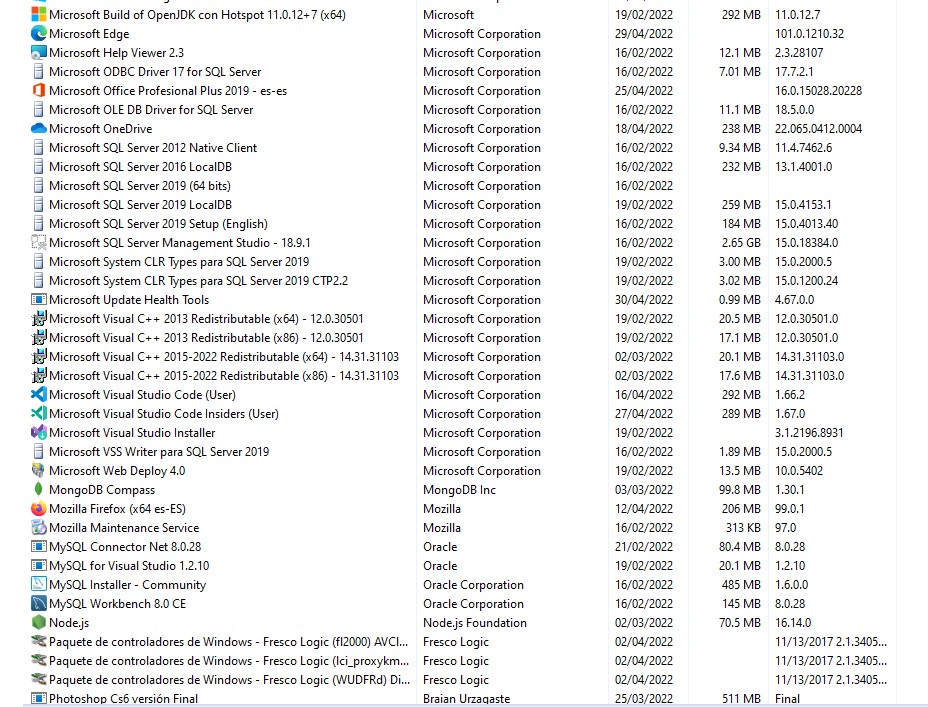 Microsoft Build of OpenJDK con Hotspot 11.0.12+7 (x64) Microsoft 19/02/2022 292 MB 11.0.12.7
Microsoft Edge Microsoft Corporation 29/04/2022 101.0.1210.32
Microsoft Help Viewer 2.3 Microsoft Corporation 16/02/2022 12.1 MB 2.3.28107
Microsoft ODBC Driver 17 for SQL Server Microsoft Corporation 16/02/2022 7.01 MB 17.7.2.1
Microsoft Office Profesional Plus 2019 - es-es Microsoft Corporation 25/04/2022 16.0.15028.20228
Microsoft OLE DB Driver for SQL Server Microsoft Corporation 16/02/2022 11.1 MB 18.5.0.0
Microsoft OneDrive Microsoft Corporation 18/04/2022 238 MB 22.065.0412.0004
Microsoft SQL Server 2012 Native Client Microsoft Corporation 16/02/2022 9.34 MB 11.4.7462.6
Microsoft SQL Server 2016 LocalDB Microsoft Corporation 16/02/2022 232 MB 13.1.4001.0
Microsoft SQL Server 2019 (64 bits) Microsoft Corporation 16/02/2022
Microsoft SQL Server 2019 LocalDB Microsoft Corporation 19/02/2022 259 MB 15.0.4153.1
Microsoft SQL Server 2019 Setup (English) Microsoft Corporation 16/02/2022 184 MB 15.0.4013.40
Microsoft SQL Server Management Studio - 18.9.1 Microsoft Corporation 16/02/2022 2.65 GB 15.0.18384.0
Microsoft System CLR Types para SQL Server 2019 Microsoft Corporation 19/02/2022 3.00 MB 15.0.2000.5
Microsoft System CLR Types para SQL Server 2019 CTP2.2 Microsoft Corporation 19/02/2022 3.02 MB 15.0.1200.24
Microsoft Update Health Tools Microsoft Corporation 30/04/2022 0.99 MB 4.67.0.0
Microsoft Visual C++ 2013 Redistributable (x64) - 12.0.30501 Microsoft Corporation 19/02/2022 20.5 MB 12.0.30501.0
Microsoft Visual C++ 2013 Redistributable (x86) - 12.0.30501 Microsoft Corporation 19/02/2022 17.1 MB 12.0.30501.0
Microsoft Visual C++ 2015-2022 Redistributable (x64) - 14.31.31103 Microsoft Corporation 02/03/2022 20.1 MB 14.31.31103.0
Microsoft Visual C++ 2015-2022 Redistributable (x86) - 14.31.31103 Microsoft Corporation 02/03/2022 17.6 MB 14.31.31103.0
Microsoft Visual Studio Code (User) Microsoft Corporation 16/04/2022 292 MB 1.66.2
Microsoft Visual Studio Code Insiders (User) Microsoft Corporation 27/04/2022 289 MB 1.67.0
Microsoft Visual Studio Installer Microsoft Corporation 19/02/2022 3.1.2196.8931
Microsoft VSS Writer para SQL Server 2019 Microsoft Corporation 16/02/2022 1.89 MB 15.0.2000.5
Microsoft Web Deploy 4.0 Microsoft Corporation 19/02/2022 13.5 MB 10.0.5402
MongoDB Compass MongoDB Inc 03/03/2022 99.8 MB 1.30.1
Mozilla Firefox (x64 es-ES) Mozilla 12/04/2022 206 MB 99.0.1
Mozilla Maintenance Service Mozilla 16/02/2022 313 KB 97.0
MySQL Connector Net 8.0.28 Oracle 21/02/2022 80.4 MB 8.0.28
MySQL for Visual Studio 1.2.10 Oracle 19/02/2022 20.1 MB 1.2.10
MySQL Installer - Community Oracle Corporation 16/02/2022 485 MB 1.6.0.0
MySQL Workbench 8.0 CE Oracle Corporation 16/02/2022 145 MB 8.0.28
Node.js Node.js Foundation 02/03/2022 70.5 MB 16.14.0
Paquete de controladores de Windows - Fresco Logic (fl2000) AVCl... Fresco Logic 02/04/2022 11/13/2017 2.1.3405...
Paquete de controladores de Windows - Fresco Logic (lci_proxykm... Fresco Logic 02/04/2022 11/13/2017 2.1.3405...
Paquete de controladores de Windows - Fresco Logic (WUDFRd) Di... Fresco Logic 02/04/2022 11/13/2017 2.1.3405...
Photoshop Cs6 versión Final Braian Urzagaste 25/03/2022 511 MB Final